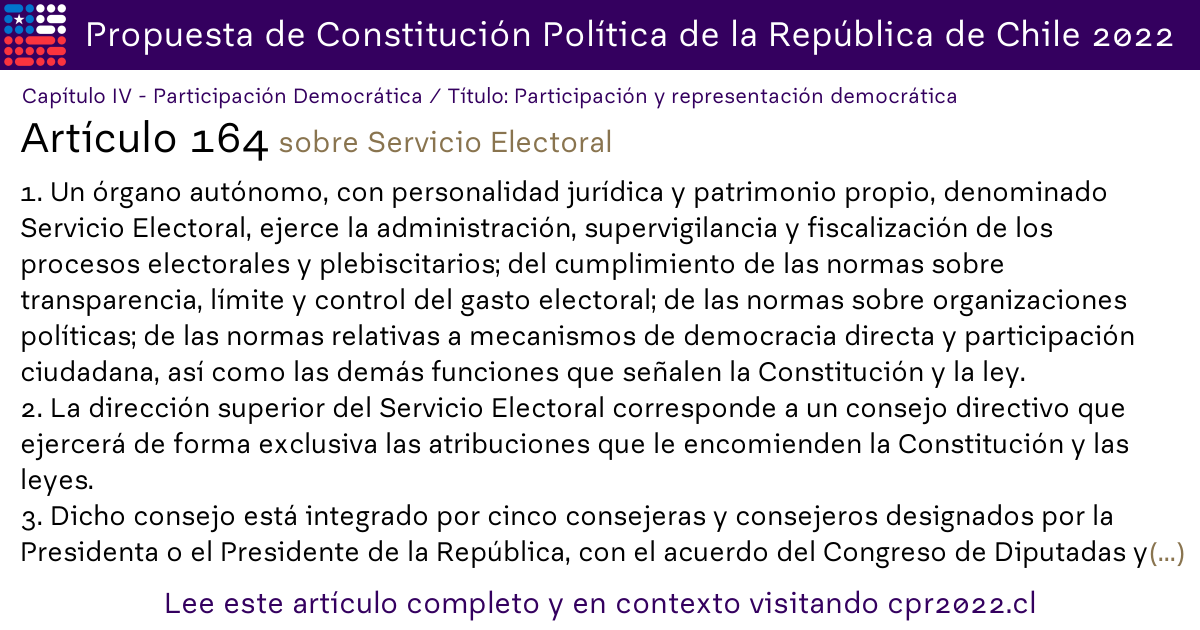 Propuesta de Constitución Política de la República de Chile 2022
Capítulo IV - Participación Democrática / Título: Participación y representación democrática
Artículo 164 sobre Servicio Electoral
1. Un órgano autónomo, con personalidad jurídica y patrimonio propio, denominado
Servicio Electoral, ejerce la administración, supervigilancia y fiscalización de los
procesos electorales y plebiscitarios; del cumplimiento de las normas sobre
transparencia, límite y control del gasto electoral; de las normas sobre organizaciones
políticas; de las normas relativas a mecanismos de democracia directa y participación
ciudadana, así como las demás funciones que señalen la Constitución y la ley.
2. La dirección superior del Servicio Electoral corresponde a un consejo directivo que
ejercerá de forma exclusiva las atribuciones que le encomienden la Constitución y las
leyes.
3. Dicho consejo está integrado por cinco consejeras y consejeros designados por la
Presidenta o el Presidente de la República, con el acuerdo del Congreso de Diputadas y(...)
Lee este artículo completo y en contexto visitando cpr2022.cl